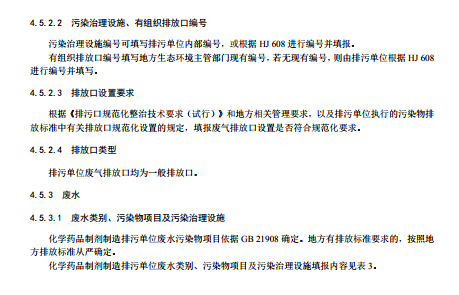 4.5.2.2 污染治理设施、有组织排放口编号
污染治理设施编号可填写排污单位内部编号，或根据 HJ 608 进行编号并填报。
有组织排放口编号填写地方生态环境主管部门现有编号，若无现有编号，则由排污单位根据 HJ 608
进行编号并填写。
4.5.2.3 排放口设置要求
根据《排污口规范化整治技术要求（试行）》和地方相关管理要求，以及排污单位执行的污染物排
放标准中有关排放口规范化设置的规定，填报废气排放口设置是否符合规范化要求。
4.5.2.4 排放口类型
排污单位废气排放口均为一般排放口。
4.5.3 废水
4.5.3.1 废水类别、污染物项目及污染治理设施
化学药品制剂制造排污单位废水污染物项目依据 GB 21908 确定。地方有排放标准要求的，按照地
方排放标准从严确定。
化学药品制剂制造排污单位废水类别、污染物项目及污染治理设施填报内容见表 3。